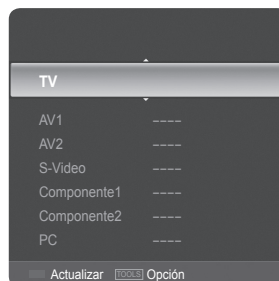 TV
AV1 ----
AV2 ----
S-Video ----
Componente1 ----
Componente2 ----
PC ----
Actualizar TOOLS Opción